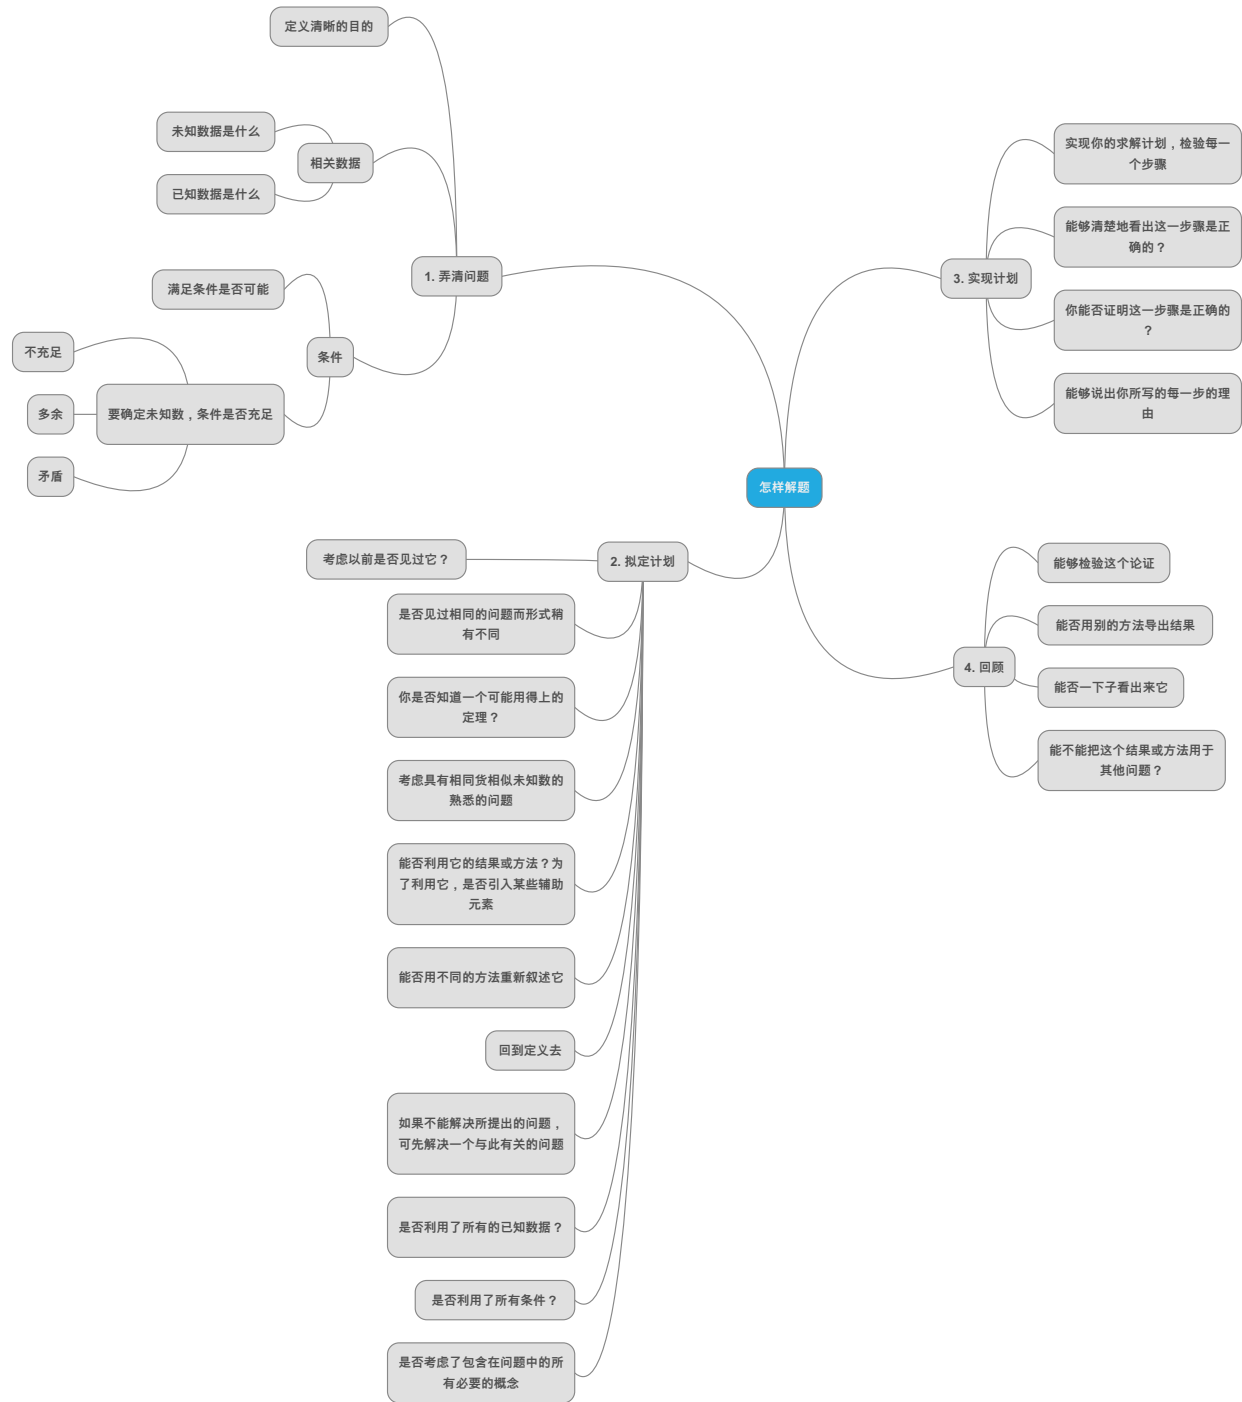 怎样解题
1. 弄清问题
定义清晰的目的
相关数据
未知数据是什么
已知数据是什么
条件
满足条件是否可能
要确定未知数，条件是否充足
不充足
多余
矛盾
2. 拟定计划
考虑以前是否见过它？
是否见过相同的问题而形式稍
有不同
你是否知道一个可能用得上的
定理？
考虑具有相同货相似未知数的
熟悉的问题
能否利用它的结果或方法？为
了利用它，是否引入某些辅助
元素
能否用不同的方法重新叙述它
回到定义去
如果不能解决所提出的问题，
可先解决一个与此有关的问题
是否利用了所有的已知数据？
是否利用了所有条件？
是否考虑了包含在问题中的所
有必要的概念
3. 实现计划
实现你的求解计划，检验每一
个步骤
能够清楚地看出这一步骤是正
确的？
你能否证明这一步骤是正确的
？
能够说出你所写的每一步的理
由
4. 回顾
能够检验这个论证
能否用别的方法导出结果
能否一下子看出来它
能不能把这个结果或方法用于
其他问题？